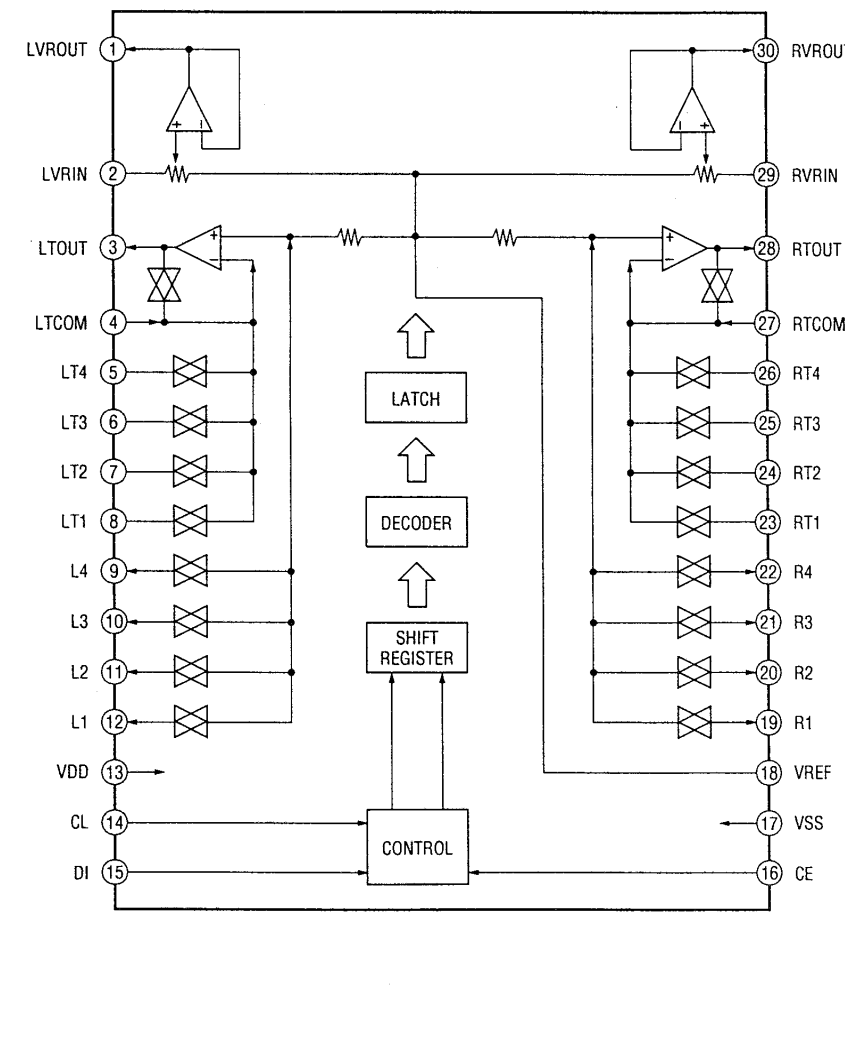 LVROUT 1 30 RVROU
+ − − +
LVRIN 2 29 RVRIN
LTOUT 3 + − + − 28 RTOUT
LTCOM 4 27 RTCOM
LT4 5 26 RT4
LATCH
LT3 6 25 RT3
LT2 7 24 RT2
LT1 8 DECODER 23 RT1
L4 9 22 R4
L3 10 21 R3
SHIFT
REGISTER
L2 11 20 R2
L1 12 19 R1
VDD 13 18 VREF
CL 14 17 VSS
CONTROL
DI 15 16 CE